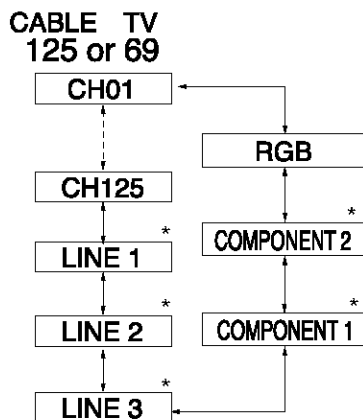 CABLE TV
125 or 69
CH01
RGB
CH125
*
COMPONENT 2
*
LINE 1
*
LINE 2
*
COMPONENT 1
*
LINE 3